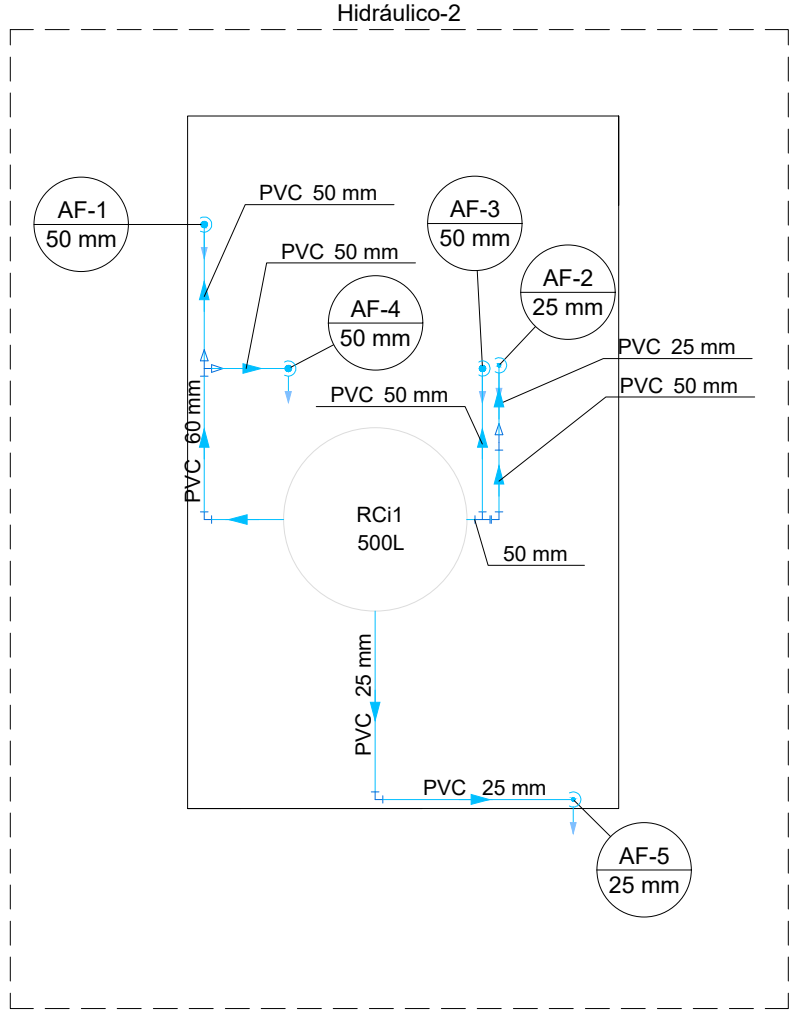 Hidráulico-2
PVC 50 mm
AF-1
50 mm
AF-3
50 mm
PVC 50 mm
AF-2
25 mm
AF-4
50 mm
PVC 25 mm
PVC 50 mm
PVC 50 mm
PVC 60 mm
RCi1
500L
50 mm
PVC 25 mm
PVC 25 mm
AF-5
25 mm